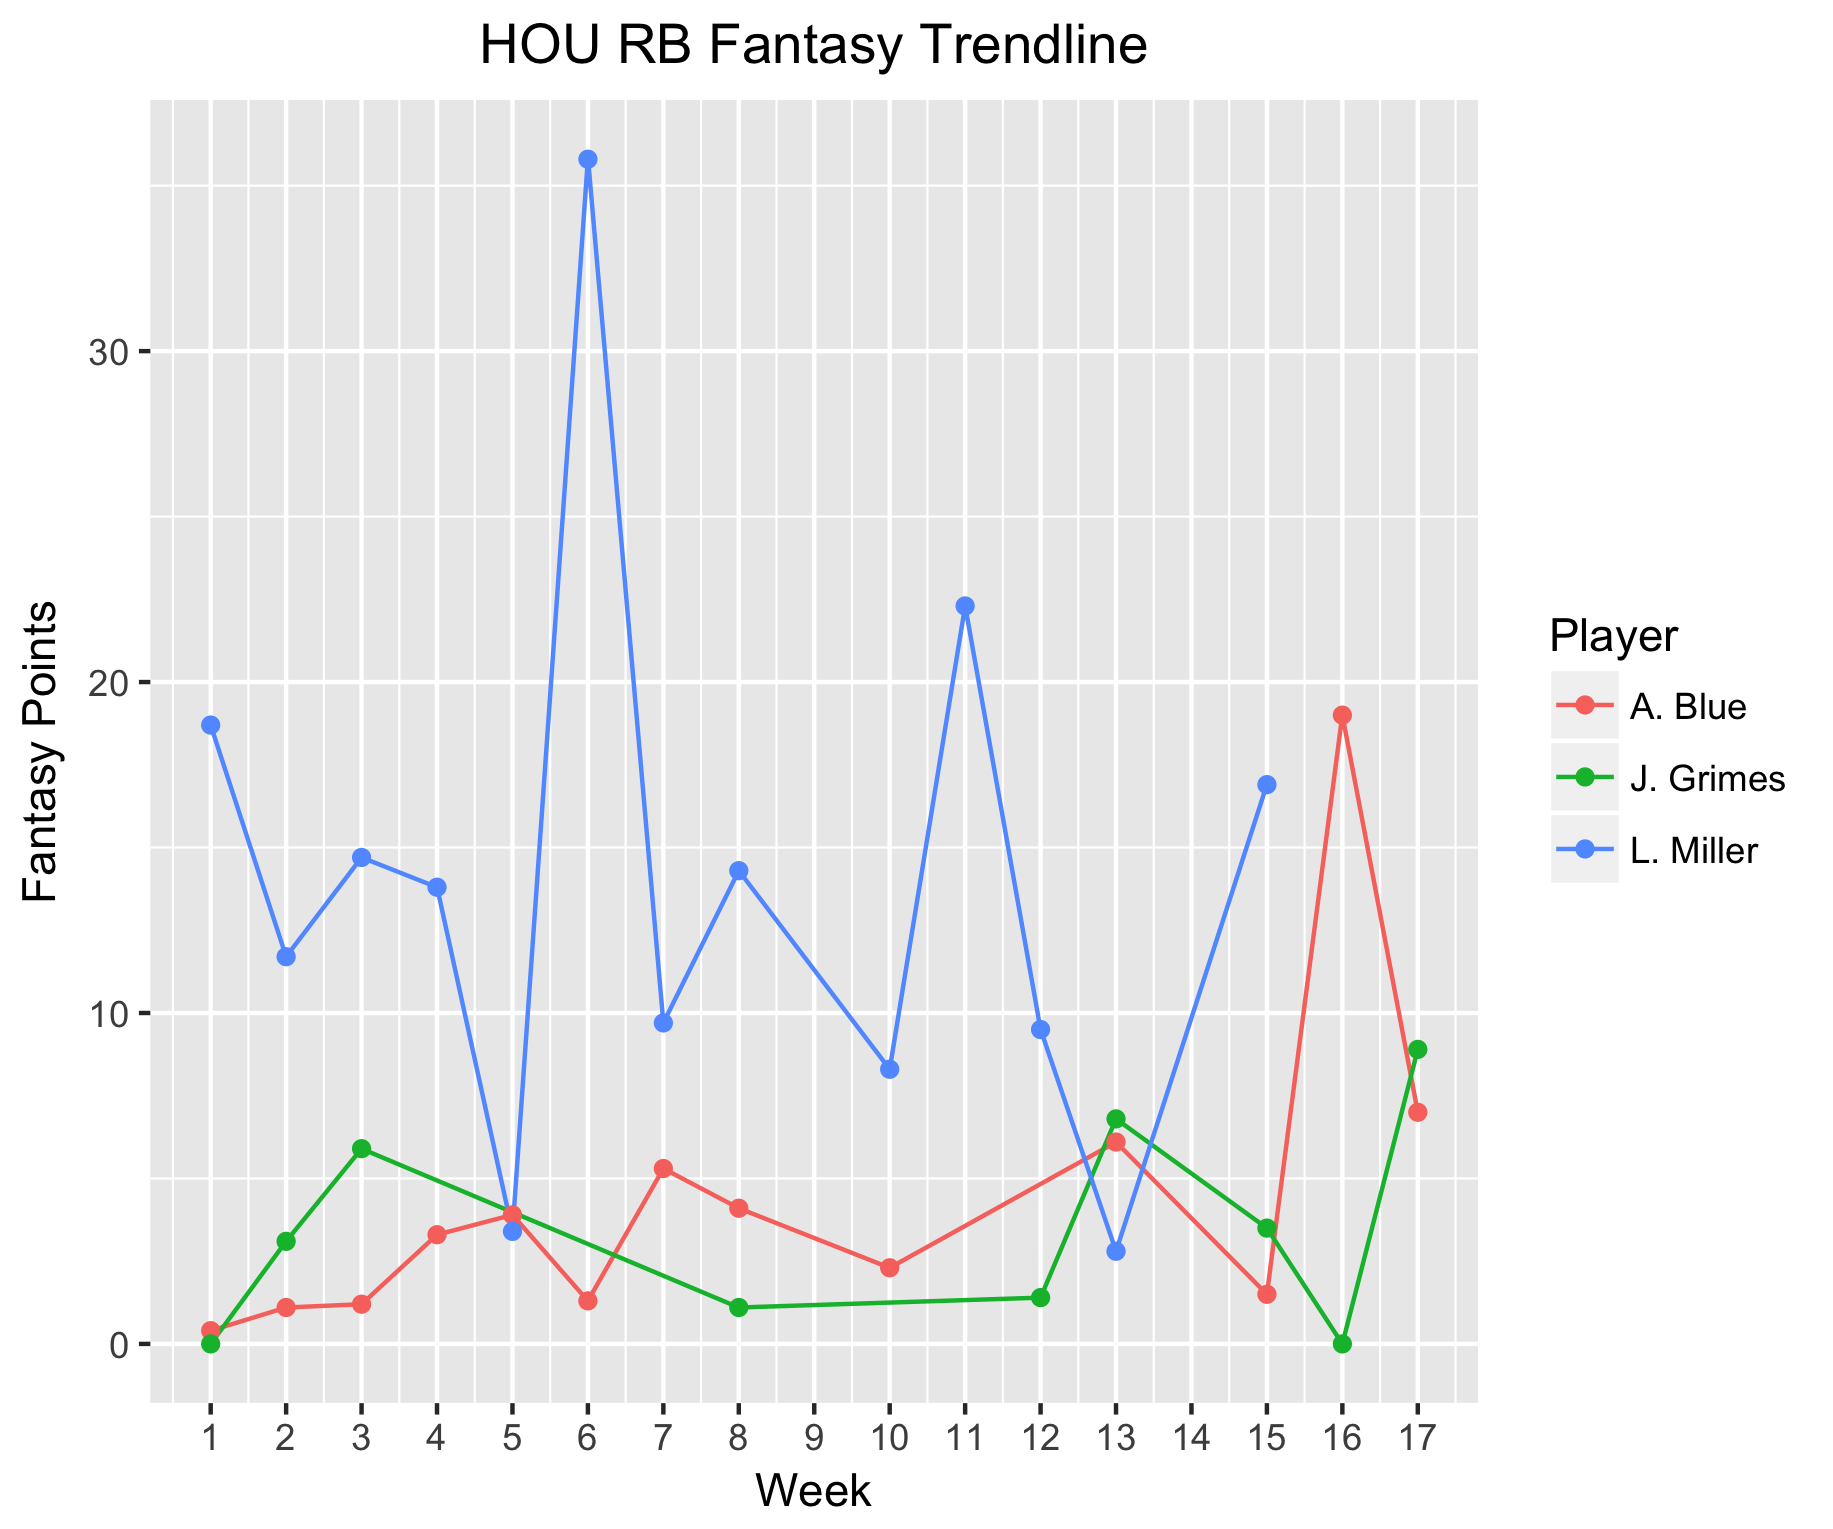 HOU RB Fantasy Trendline
Fantasy Points
30
20
10
0
1 2 3 4 5 6 7 8 9 10 11 12 13 14 15 16 17
Week
Player
A. Blue
J. Grimes
L. Miller